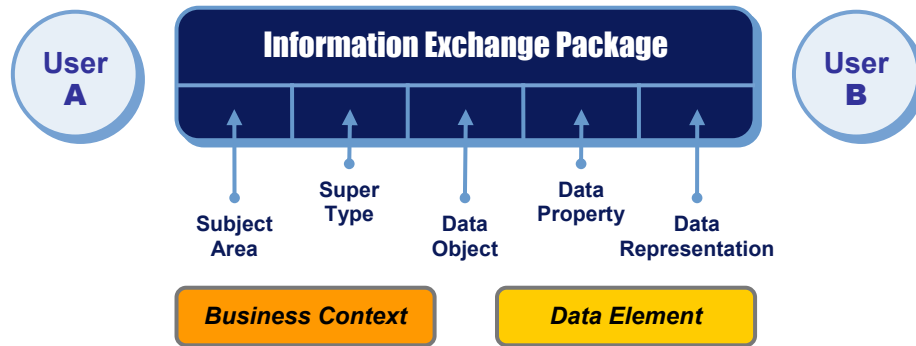 Information Exchange Package
User
A
User
B
Super
Type
Data
Property
Subject
Area
Data
Object
Data
Representation
Business Context
Data Element